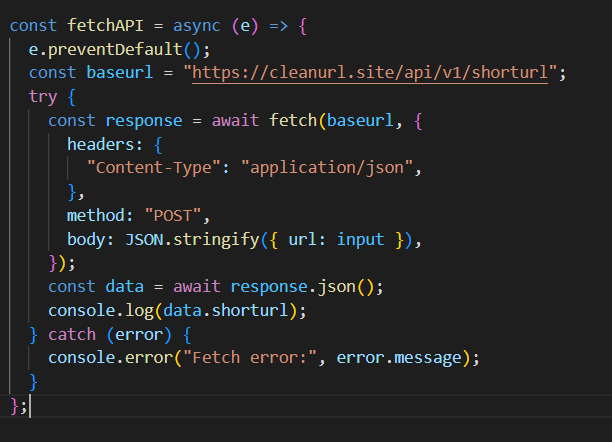 const fetchAPI = async (e) => {
  e.preventDefault();
  const baseurl = "https://cleanurl.site/api/v1/shorturl";
  try {
    const response = await fetch(baseurl, {
      headers: {
        "Content-Type": "application/json",
      },
      method: "POST",
      body: JSON.stringify({ url: input }),
    });
    const data = await response.json();
    console.log(data.shorturl);
  } catch (error) {
    console.error("Fetch error:", error.message);
  }
};